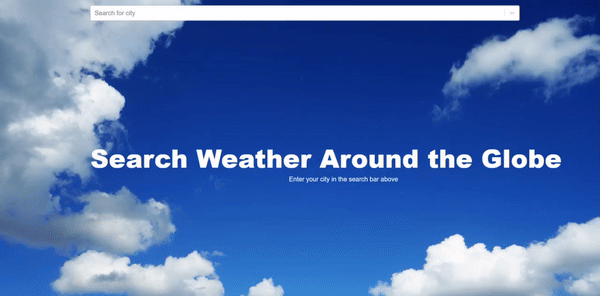 Search for city
Search Weather Around the Globe
Enter your city in the search bar above